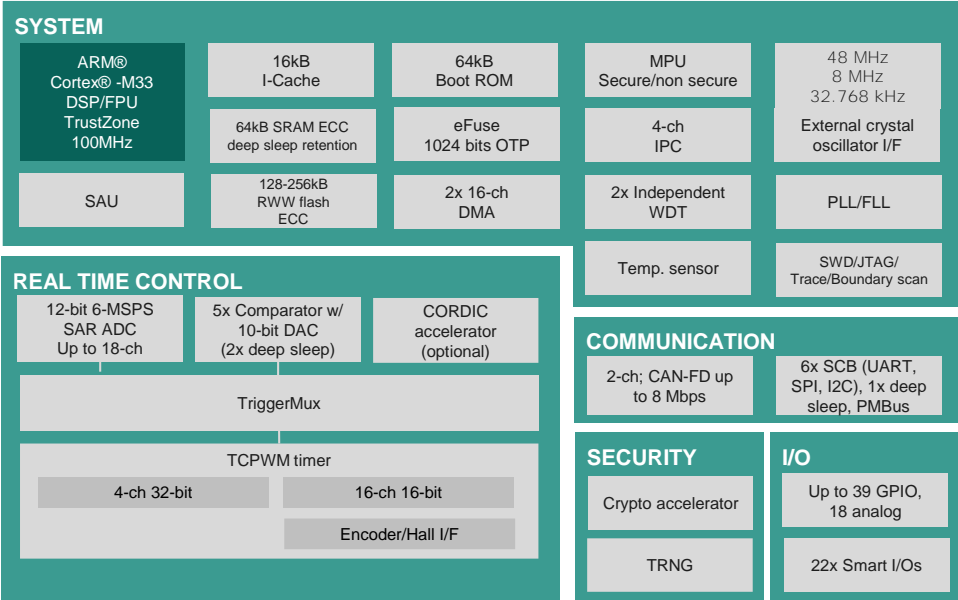 SYSTEM
ARM®
Cortex® -M33
DSP/FPU
TrustZone
100MHz
16kB
I-Cache
64kB
Boot ROM
MPU
Secure/non secure
48 MHz
8 MHz
32.768 kHz
64kB SRAM ECC
deep sleep retention
eFuse
1024 bits OTP
4-ch
IPC
External crystal
oscillator I/F
SAU
128-256kB
RWW flash
ECC
2x 16-ch
DMA
2x Independent
WDT
PLL/FLL
Temp. sensor
SWD/JTAG/
Trace/Boundary scan
REAL TIME CONTROL
12-bit 6-MSPS
SAR ADC
Up to 18-ch
5x Comparator w/
10-bit DAC
(2x deep sleep)
CORDIC
accelerator
(optional)
TriggerMux
TCPWM timer
4-ch 32-bit
16-ch 16-bit
Encoder/Hall I/F
COMMUNICATION
2-ch; CAN-FD up
to 8 Mbps
6x SCB (UART,
SPI, I2C), 1x deep
sleep, PMBus
SECURITY
Crypto accelerator
TRNG
I/O
Up to 39 GPIO,
18 analog
22x Smart I/Os